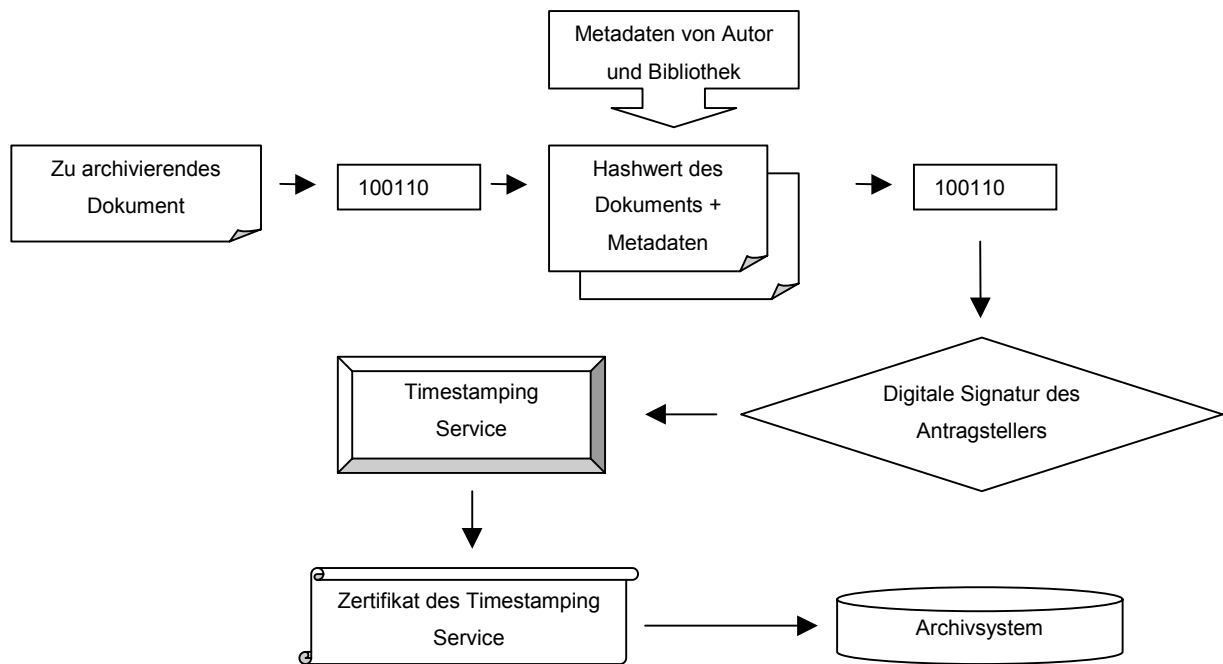 Metadaten von Autor
und Bibliothek
Zu archivierendes
Dokument
100110
Hashwert des
Dokuments +
Metadaten
100110
Digitale Signatur des
Antragstellers
Timestamping
Service
Zertifikat des Timestamping
Service
Archivsystem